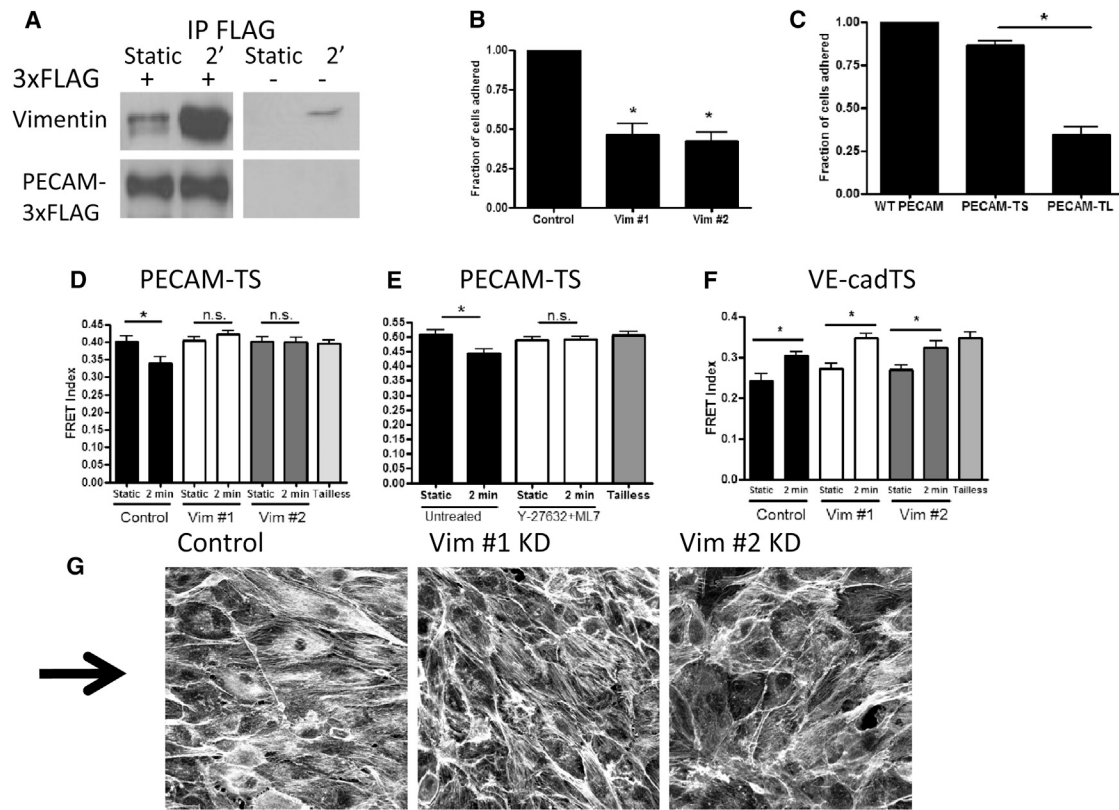 A
IP FLAG
Static 2’ Static 2’
3xFLAG + + - -
Vimentin
PECAM-
3xFLAG
B
Fraction of cells adhered
1.00
0.75
0.50
0.25
0.00
* *
Control Vim #1 Vim #2
C
Fraction of cells adhered
1.00
0.75
0.50
0.25
0.00
*
WT PECAM PECAM-TS PECAM-TL
D PECAM-TS
FRET Index
0.45
0.40
0.35
0.30
0.25
0.20
0.15
0.10
0.05
0.00
* n.s. n.s.
Static 2 min Static 2 min Static 2 min Tailless
Control Vim #1 Vim #2
E PECAM-TS
0.55
0.50
0.45
0.40
0.35
0.30
0.25
0.20
0.15
0.10
0.05
0.00
* n.s.
Static 2 min Static 2 min Tailless
Untreated Y-27632+ML7
F VE-cadTS
FRET Index
0.4
0.3
0.2
0.1
0.0
* * *
Static 2 min Static 2 min Static 2 min Tailless
Control Vim #1 Vim #2
G
Control Vim #1 KD Vim #2 KD